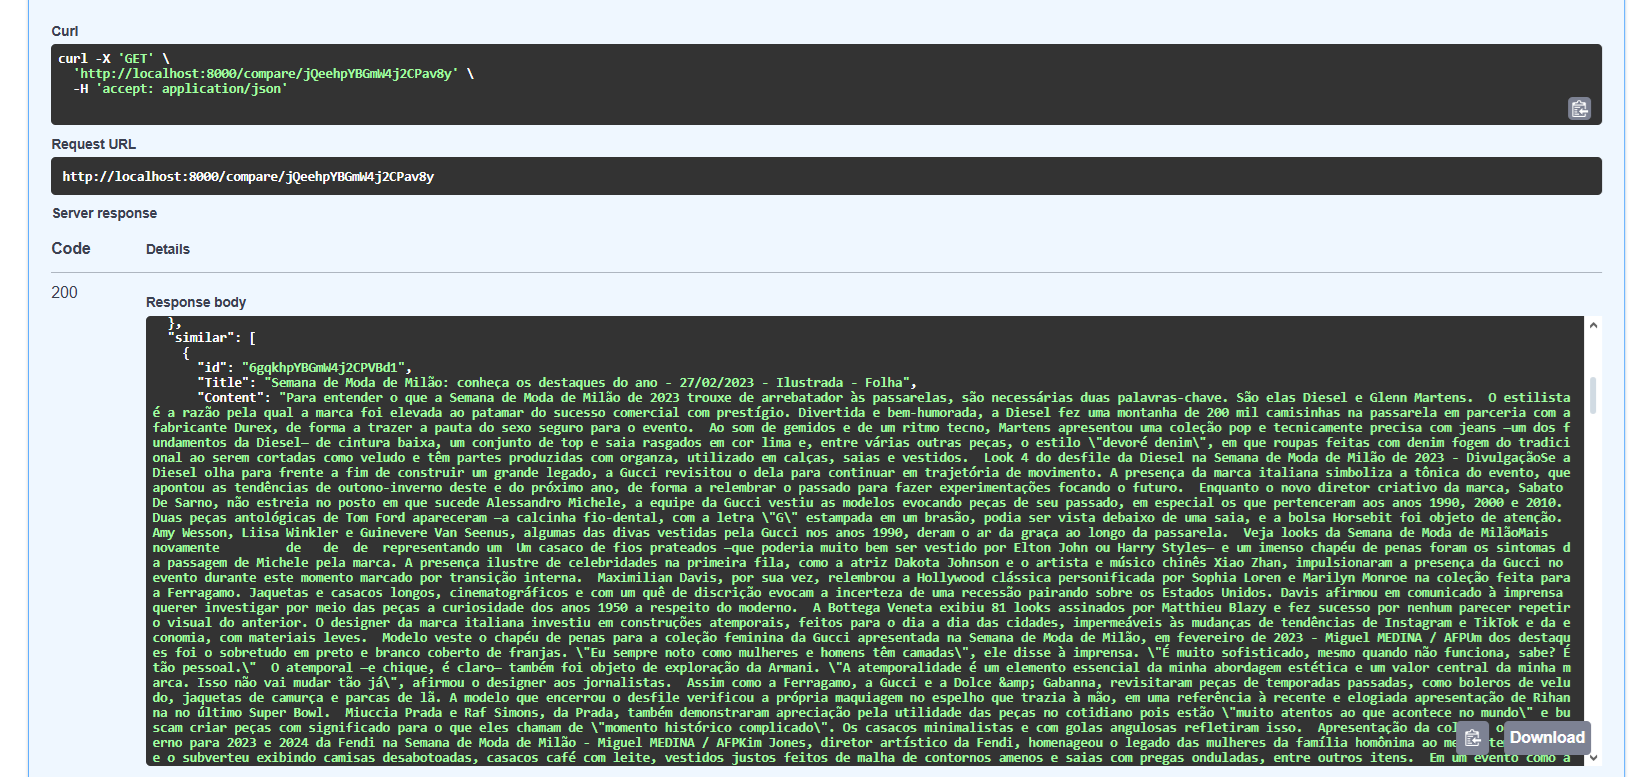 Curl
curl -X 'GET' \
'http://localhost:8000/compare/jQeehpYBGmW4j2CPav8y' \
-H 'accept: application/json'
Request URL
http://localhost:8000/compare/jQeehpYBGmW4j2CPav8y
Server response
Code Details
200
Response body
},
"similar": [
{
"id": "6gqkhpYBGmW4j2CPVBd1",
"Title": "Semana de Moda de Milão: conheça os destaques do ano - 27/02/2023 - Ilustrada - Folha",
"Content": "Para entender o que a Semana de Moda de Milão de 2023 trouxe de arrebatador às passarelas, são necessárias duas palavras-chave. São elas Diesel e Glenn Martens.  O estilista
é a razão pela qual a marca foi elevada ao patamar do sucesso comercial com prestígio. Divertida e bem-humorada, a Diesel fez uma montanha de 200 mil camisinhas na passarela em parceria com a
fabricante Durex, de forma a trazer a pauta do sexo seguro para o evento.  Ao som de gemidos e de um ritmo tecno, Martens apresentou uma coleção pop e tecnicamente precisa com jeans —um dos f
undamentos da Diesel— de cintura baixa, um conjunto de top e saia rasgados em cor lima e, entre várias outras peças, o estilo \"devoré denim\", em que roupas feitas com denim fogem do tradici
onal ao serem cortadas como veludo e têm partes produzidas com organza, utilizado em calças, saias e vestidos.  Look 4 do desfile da Diesel na Semana de Moda de Milão de 2023 - DivulgaçãoSe a
Diesel olha para frente a fim de construir um grande legado, a Gucci revisitou o dela para continuar em trajetória de movimento. A presença da marca italiana simboliza a tônica do evento, que
apontou as tendências de outono-inverno deste e do próximo ano, de forma a relembrar o passado para fazer experimentações focando o futuro.  Enquanto o novo diretor criativo da marca, Sabato
De Sarno, não estreia no posto em que sucede Alessandro Michele, a equipe da Gucci vestiu as modelos evocando peças de seu passado, em especial os que pertenceram aos anos 1990, 2000 e 2010.
Duas peças antológicas de Tom Ford apareceram —a calcinha fio-dental, com a letra \"G\" estampada em um brasão, podia ser vista debaixo de uma saia, e a bolsa Horsebit foi objeto de atenção.
Amy Wesson, Liisa Winkler e Guinevere Van Seenus, algumas das divas vestidas pela Gucci nos anos 1990, deram o ar da graça ao longo da passarela.  Veja looks da Semana de Moda de MilãoMais
novamente        de  de  de  representando um  Um casaco de fios prateados —que poderia muito bem ser vestido por Elton John ou Harry Styles— e um imenso chapéu de penas foram os sintomas d
a passagem de Michele pela marca. A presença ilustre de celebridades na primeira fila, como a atriz Dakota Johnson e o artista e músico chinês Xiao Zhan, impulsionaram a presença da Gucci no
evento durante este momento marcado por transição interna.  Maximilian Davis, por sua vez, relembrou a Hollywood clássica personificada por Sophia Loren e Marilyn Monroe na coleção feita para
a Ferragamo. Jaquetas e casacos longos, cinematográficos e com um quê de discrição evocam a incerteza de uma recessão pairando sobre os Estados Unidos. Davis afirmou em comunicado à imprensa
querer investigar por meio das peças a curiosidade dos anos 1950 a respeito do moderno.  A Bottega Veneta exibiu 81 looks assinados por Matthieu Blazy e fez sucesso por nenhum parecer repetir
o visual do anterior. O designer da marca italiana investiu em construções atemporais, feitos para o dia a dia das cidades, impermeáveis às mudanças de tendências de Instagram e TikTok e da e
conomia, com materiais leves.  Modelo veste o chapéu de penas para a coleção feminina da Gucci apresentada na Semana de Moda de Milão, em fevereiro de 2023 - Miguel MEDINA / AFPUm dos destaqu
es foi o sobretudo em preto e branco coberto de franjas. \"Eu sempre noto como mulheres e homens têm camadas\", ele disse à imprensa. \"É muito sofisticado, mesmo quando não funciona, sabe? É
tão pessoal.\"  O atemporal —e chique, é claro— também foi objeto de exploração da Armani. \"A atemporalidade é um elemento essencial da minha abordagem estética e um valor central da minha m
arca. Isso não vai mudar tão já\", afirmou o designer aos jornalistas.  Assim como a Ferragamo, a Gucci e a Dolce &amp; Gabanna, revisitaram peças de temporadas passadas, como boleros de velu
do, jaquetas de camurça e parcas de lã. A modelo que encerrou o desfile verificou a própria maquiagem no espelho que trazia à mão, em uma referência à recente e elogiada apresentação de Rihan
na no último Super Bowl.  Miuccia Prada e Raf Simons, da Prada, também demonstraram apreciação pela utilidade das peças no cotidiano pois estão \"muito atentos ao que acontece no mundo\" e bu
scam criar peças com significado para o que eles chamam de \"momento histórico complicado\". Os casacos minimalistas e com golas angulosas refletiram isso.  Apresentação da
erno para 2023 e 2024 da Fendi na Semana de Moda de Milão - Miguel MEDINA / AFPKim Jones, diretor artístico da Fendi, homenageou o legado das mulheres da família homônima ao
e o subverteu exibindo camisas desabotoadas, casacos café com leite, vestidos justos feitos de malha de contornos amenos e saias com pregas onduladas, entre outros itens.  Em um evento como a
Download